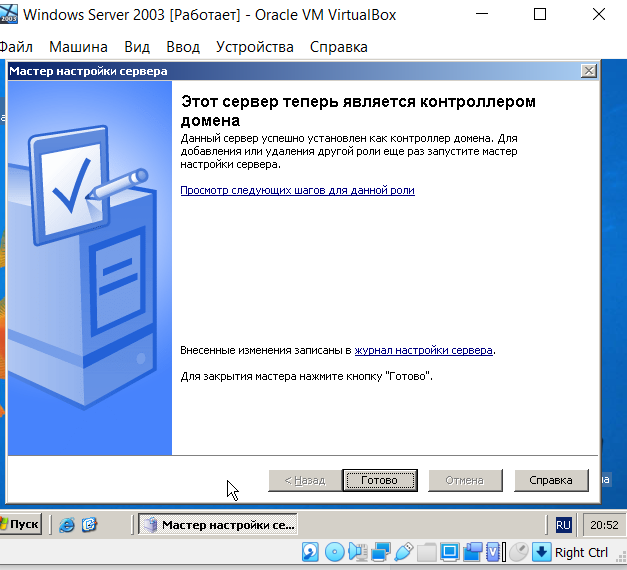 Windows Server 2003 [Работает] - Oracle VM VirtualBox
Файл Машина Вид Ввод Устройства Справка
Мастер настройки сервера
Этот сервер теперь является контроллером
домена
Данный сервер успешно установлен как контроллер домена. Для
добавления или удаления другой роли еще раз запустите мастер
настройки сервера.
Просмотр следующих шагов для данной роли
Внесенные изменения записаны в журнал настройки сервера.
Для закрытия мастера нажмите кнопку "Готово".
< Назад Готово Отмена Справка
Пуск Мастер настройки се... RU 20:52
Right Ctrl